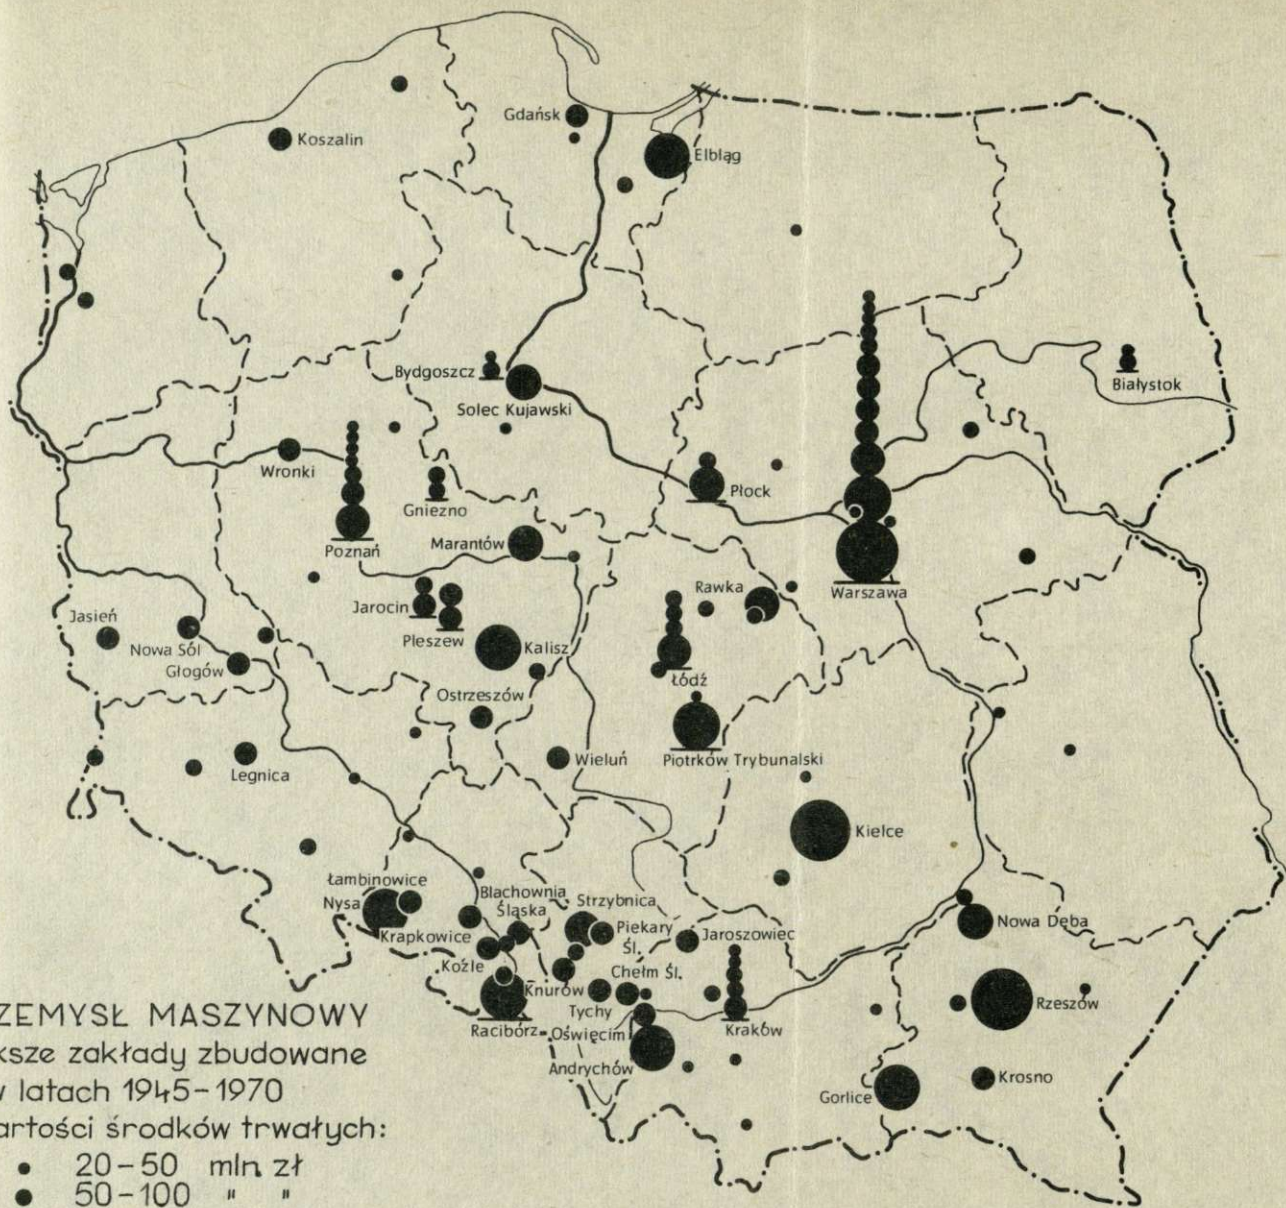 Gdańsk
Koszalin
Elbląg
Bydgoszcz
Białystok
Solec Kujawski
Wronki
Płock
Gniezno
Poznań
Marantów
Rawka
Warszawa
Jarocin
Jasień
Pleszew
Nowa Sól
Kalisz
Głogów
Łódź
Ostrzeszów
Wieluń
Piotrków Trybunalski
Legnica
Kielce
Łambinowice
Nysa
Blachownia
Śląska
Strzybnica
Krapkowice
Piekary
Śl.
Jaroszowiec
Nowa Dęba
Koźle
Chełm Śl.
Knurów
Tychy
Rzeszów
Racibórz
Oświęcim
Kraków
Andrychów
Krosno
Gorlice
ZEMYSŁ MASZYNOWY
ksze zakłady zbudowane
w latach 1945-1970
artości środków trwałych:
20-50 mln zł
50-100 " "